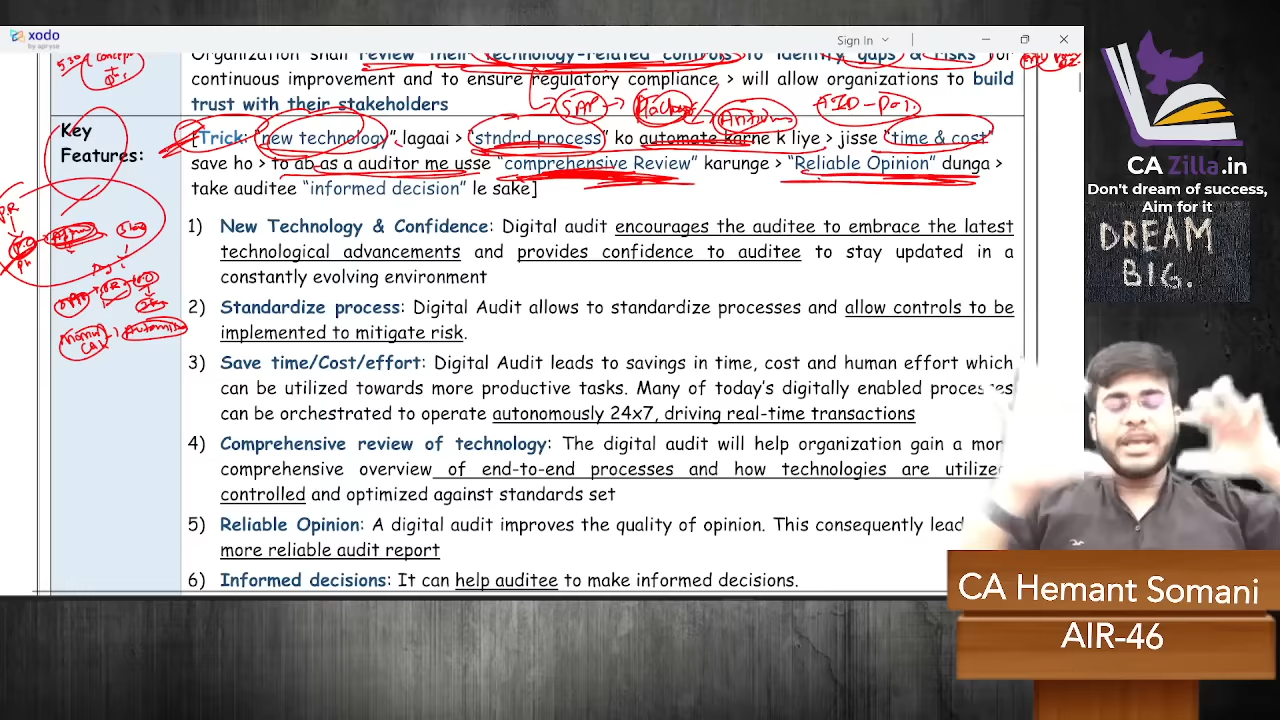 xodo
by apryse
Sign In
Organization shall review their technology-related controls to identify gaps & risks for
continuous improvement and to ensure regulatory compliance > will allow organizations to build
trust with their stakeholders
SAP
Key
Features:
[Trick: "new technology", lagaai > "stndrd process" ko automate karne k liye > jisse "time & cost"
save ho > to ab as a auditor me usse "comprehensive Review" karunge > "Reliable Opinion" dunga >
take auditee "informed decision" le sake]
1) New Technology & Confidence: Digital audit encourages the auditee to embrace the latest
technological advancements and provides confidence to auditee to stay updated in a
constantly evolving environment
2) Standardize process: Digital Audit allows to standardize processes and allow controls to be
implemented to mitigate risk.
3) Save time/Cost/effort: Digital Audit leads to savings in time, cost and human effort which
can be utilized towards more productive tasks. Many of today's digitally enabled processes
can be orchestrated to operate autonomously 24x7, driving real-time transactions
4) Comprehensive review of technology: The digital audit will help organization gain a mor
comprehensive overview of end-to-end processes and how technologies are utilize
controlled and optimized against standards set
5) Reliable Opinion: A digital audit improves the quality of opinion. This consequently lead
more reliable audit report
6) Informed decisions: It can help auditee to make informed decisions.
CA Zilla.in
Don't dream of success,
Aim for it
DREAM
BIG.
CA Hemant Somani
AIR-46